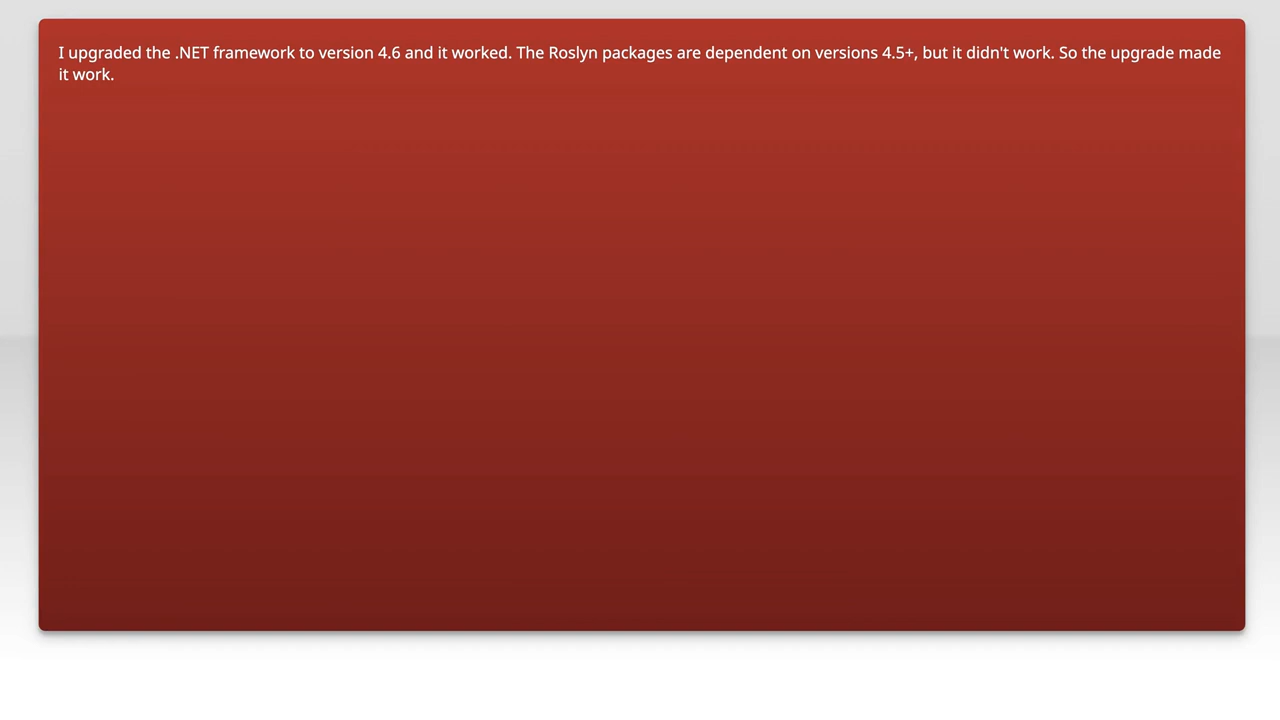 I upgraded the .NET framework to version 4.6 and it worked. The Roslyn packages are dependent on versions 4.5+, but it didn't work. So the upgrade made
it work.